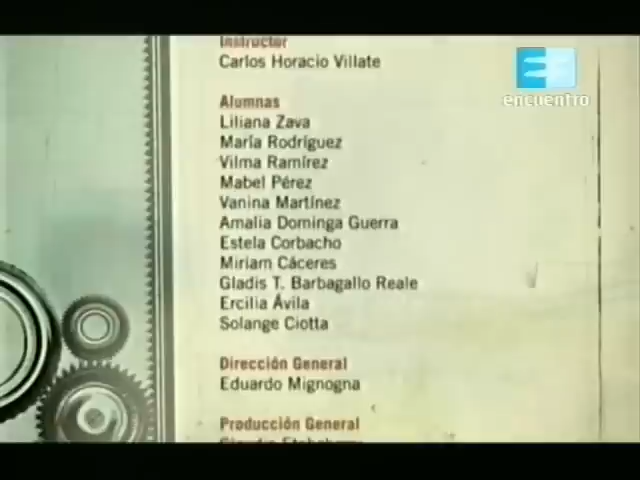 Instructor
Carlos Horacio Villate
encuentro
Alumnas
Liliana Zava
María Rodríguez
Vilma Ramírez
Mabel Pérez
Vanina Martínez
Amalia Dominga Guerra
Estela Corbacho
Miriam Cáceres
Gladis T. Barbagallo Reale
Ercilia Ávila
Solange Ciotta
Dirección General
Eduardo Mignogna
Producción General